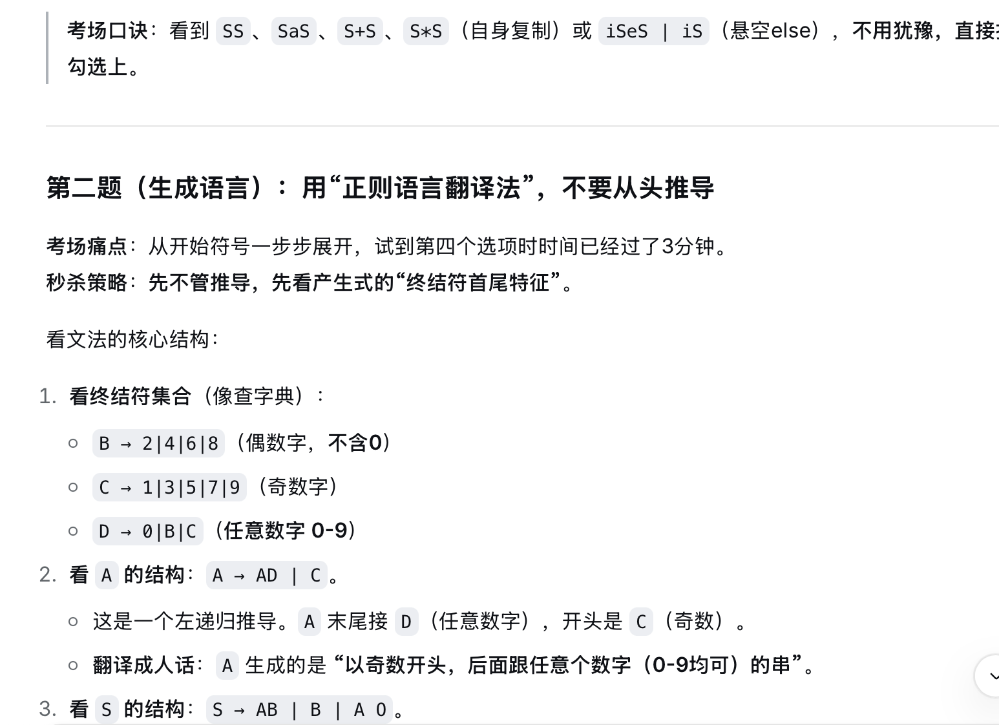 考场口诀：看到 SS、SaS、S+S、S*S（自身复制）或 iSeS | iS（悬空else），不用犹豫，直接
勾选上。
第二题（生成语言）：用“正则语言翻译法”，不要从头推导
考场痛点：从开始符号一步步展开，试到第四个选项时时间已经过了3分钟。
秒杀策略：先不管推导，先看产生式的“终结符首尾特征”。
看文法的核心结构：
1. 看终结符集合（像查字典）：
B → 2|4|6|8（偶数字，不含0）
C → 1|3|5|7|9（奇数字）
D → 0|B|C（任意数字 0-9）
2. 看 A 的结构：A → AD | C。
这是一个左递归推导。A 末尾接 D（任意数字），开头是 C（奇数）。
翻译成人话：A 生成的是 “以奇数开头，后面跟任意个数字（0-9均可）的串”。
3. 看 S 的结构：S → AB | B | A O。